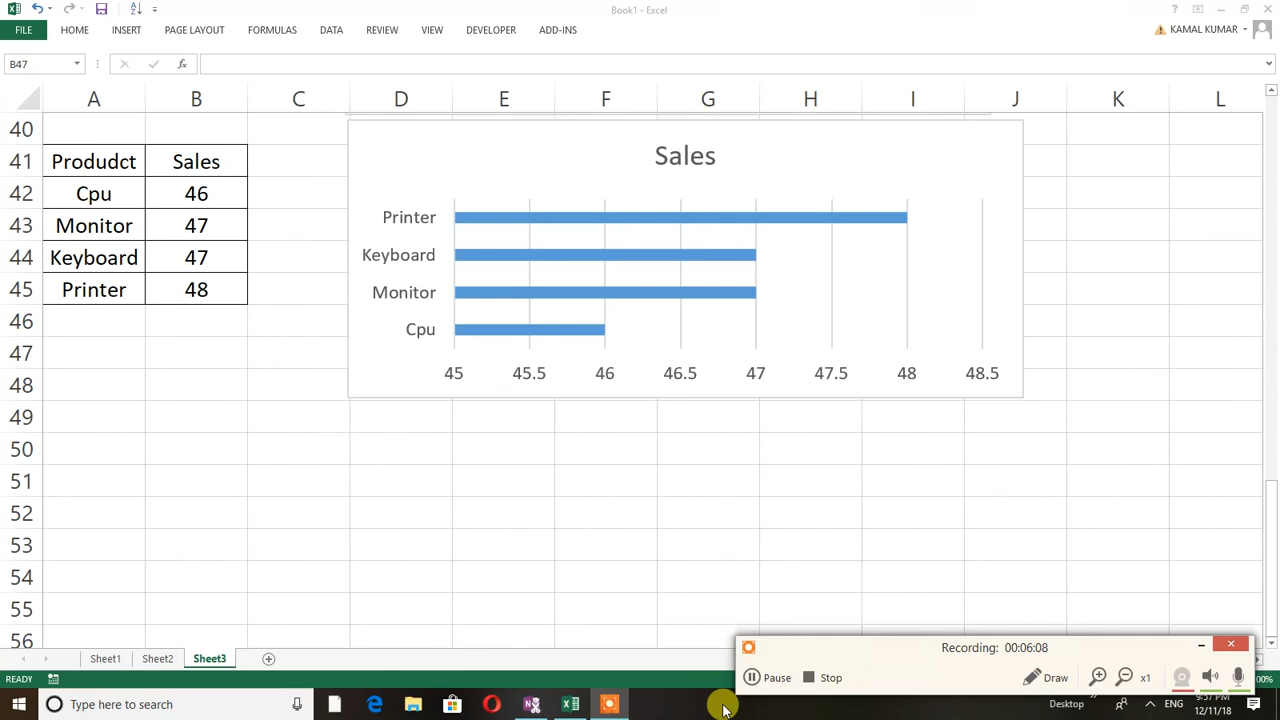 Book1 - Excel
?
FILE HOME INSERT PAGE LAYOUT FORMULAS DATA REVIEW VIEW DEVELOPER ADD-INS KAMAL KUMAR
B47 fx
A B C D E F G H I J K L
40
41 Produdct Sales
42 Cpu 46
43 Monitor 47
44 Keyboard 47
45 Printer 48
46
47
48
49
50
51
52
53
54
55
56
Sales
Printer
Keyboard
Monitor
Cpu
45 45.5 46 46.5 47 47.5 48 48.5
Sheet1 Sheet2 Sheet3
READY
Recording: 00:06:08
Pause Stop Draw x1
Type here to search
Desktop ENG
12/11/18